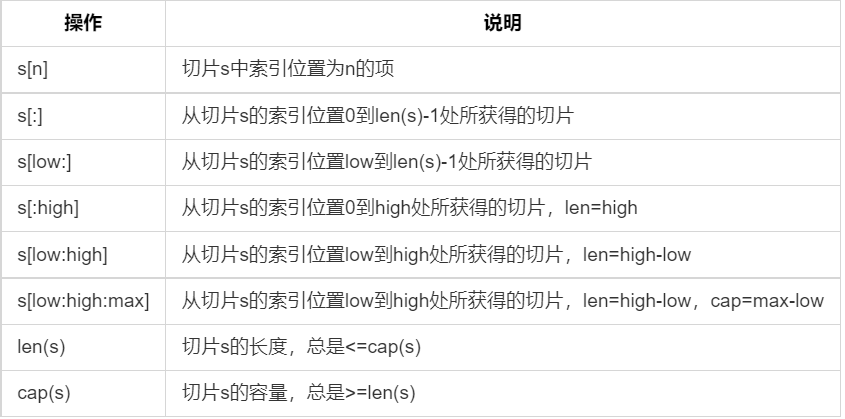 操作 说明
s[n] 切片s中索引位置为n的项
s[:] 从切片s的索引位置0到len(s)-1处所获得的切片
s[low:] 从切片s的索引位置low到len(s)-1处所获得的切片
s[:high] 从切片s的索引位置0到high处所获得的切片，len=high
s[low:high] 从切片s的索引位置low到high处所获得的切片，len=high-low
s[low:high:max] 从切片s的索引位置low到high处所获得的切片，len=high-low，cap=max-low
len(s) 切片s的长度，总是<=cap(s)
cap(s) 切片s的容量，总是>=len(s)